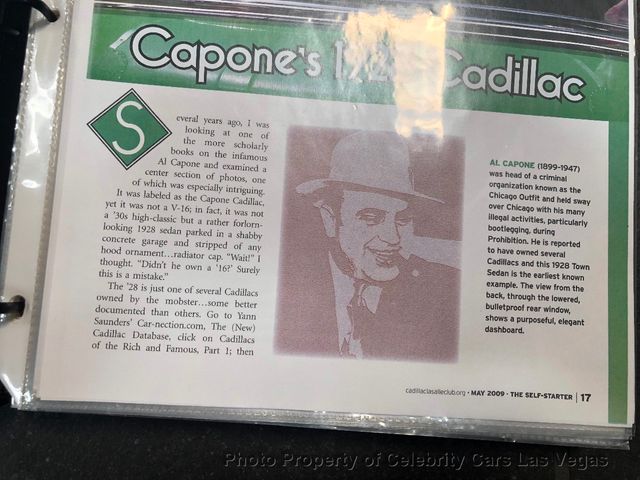 Capone's 1928 Cadillac
Several years ago, I was
looking at one of
the more scholarly
books on the infamous
Al Capone and examined a
center section of photos, one
of which was especially intriguing.
It was labeled as the Capone Cadillac,
yet it was not a V-16; in fact, it was not
a '30s high-classic but a rather forlorn-
looking 1928 sedan parked in a shabby
concrete garage and stripped of any
hood ornament...radiator cap. "Wait!" I
thought. "Didn't he own a '16?' Surely
this is a mistake."
The '28 is just one of several Cadillacs
owned by the mobster...some better
documented than others. Go to Yann
Saunders' Car-nection.com, The (New)
Cadillac Database, click on Cadillacs
of the Rich and Famous, Part 1; then
AL CAPONE (1899-1947)
was head of a criminal
organization known as the
Chicago Outfit and held sway
over Chicago with his many
illegal activities, particularly
bootlegging, during
Prohibition. He is reported
to have owned several
Cadillacs and this 1928 Town
Sedan is the earliest known
example. The view from the
back, through the lowered,
bulletproof rear window,
shows a purposeful, elegant
dashboard.
cadillaclasalleclub.org · MAY 2009 · THE SELF-STARTER | 17
Photo Property of Celebrity Cars Las Vegas